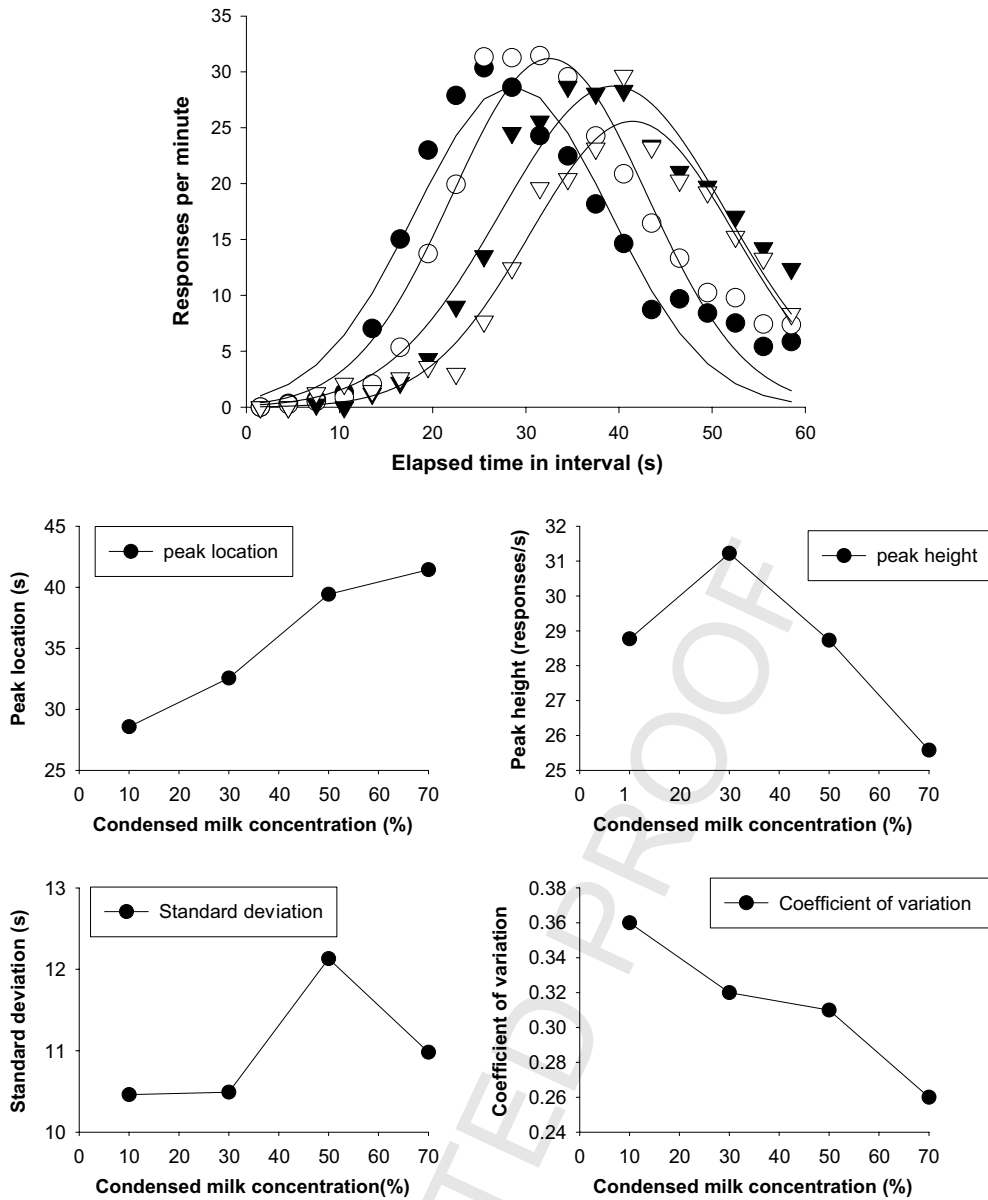 35
30
25
20
15
10
5
0
Responses per minute
0 10 20 30 40 50 60
Elapsed time in interval (s)
45
40
35
30
25
Peak location (s)
peak location
0 10 20 30 40 50 60 70
Condensed milk concentration (%)
32
31
30
29
28
27
26
25
Peak height (responses/s)
peak height
0 1 20 30 40 50 60 70
Condensed milk concentration (%)
13
12
11
10
Standard deviation (s)
Standard deviation
0 10 20 30 40 50 60 70
Condensed milk concentration(%)
0.38
0.36
0.34
0.32
0.30
0.28
0.26
0.24
Coefficient of variation
Coefficient of variation
0 10 20 30 40 50 60 70
Condensed milk concentration (%)
TED PROOF